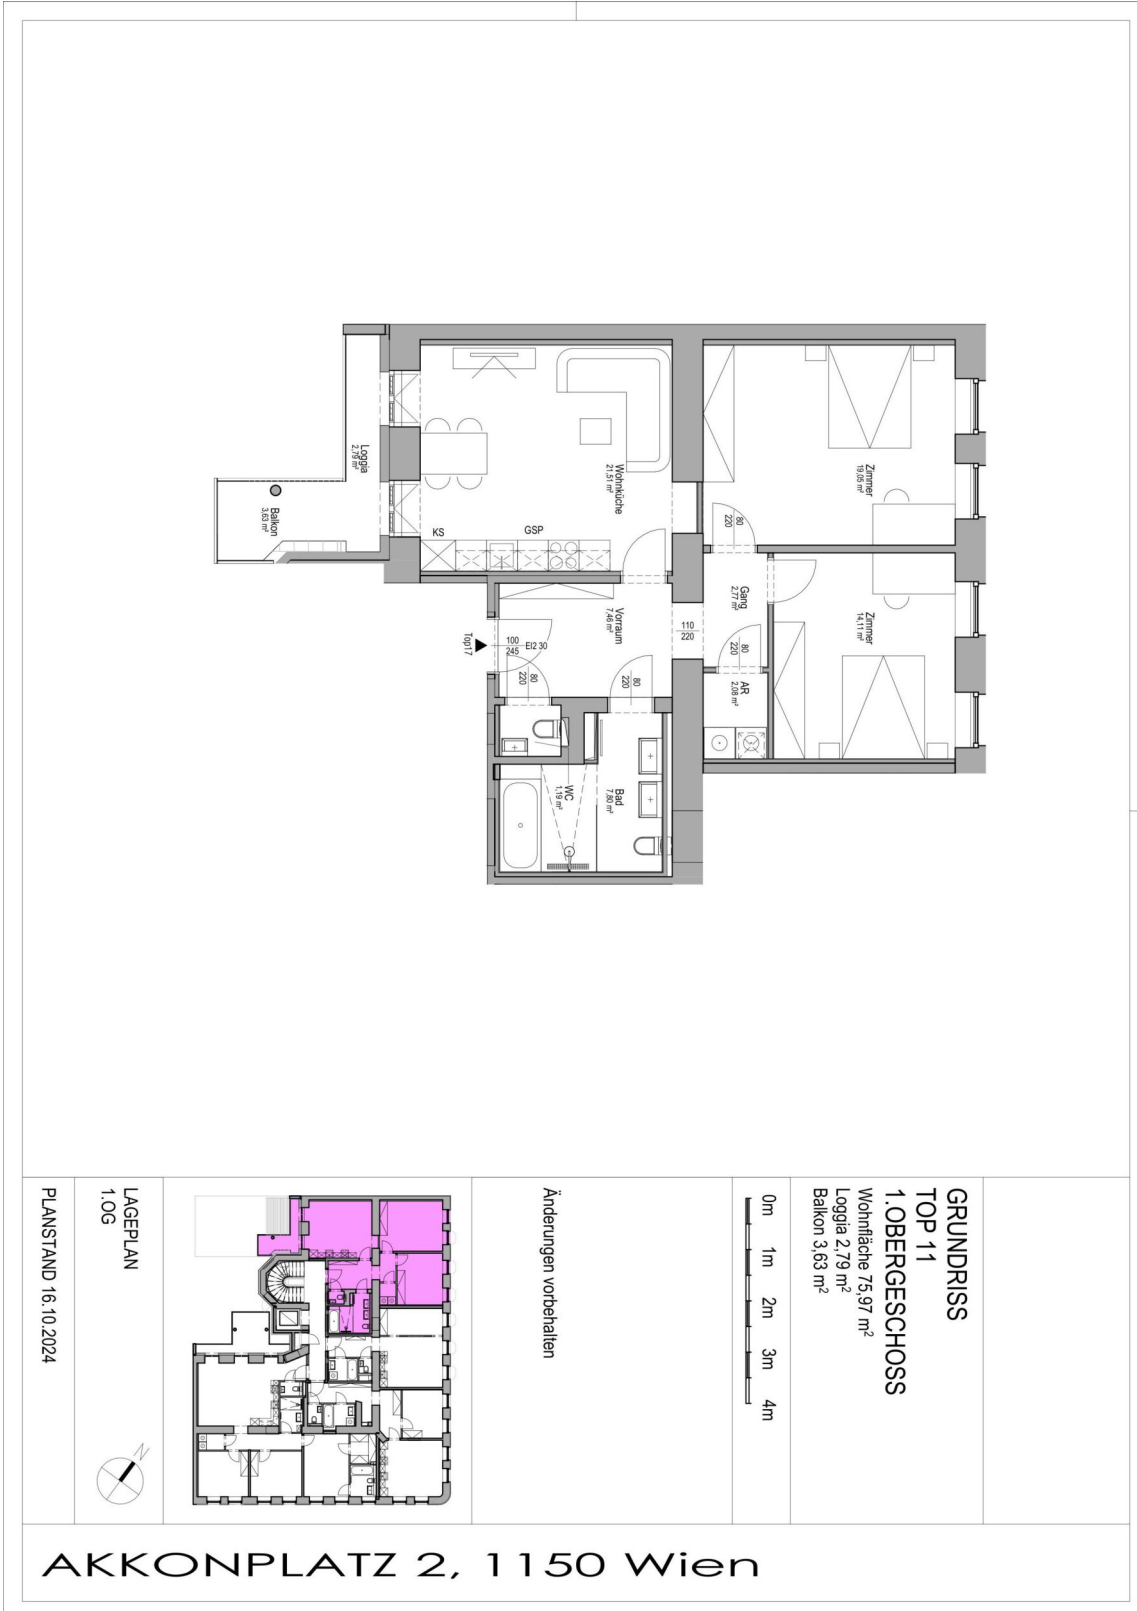 Loggia
2,79 m²
Balkon
3,63 m²
KS
GSP
Wohnküche
21,51 m²
Zimmer
19,05 m²
80
220
Gang
2,77 m²
Zimmer
14,11 m²
Vorraum
7,46 m²
110
220
Top17
100
245
EI2 30
80
220
80
220
80
220
AR
2,08 m²
WC
1,19 m²
Bad
7,80 m²
GRUNDRISS
TOP 11
1.OBERGESCHOSS
Wohnfläche 75,97 m²
Loggia 2,79 m²
Balkon 3,63 m²
0m 1m 2m 3m 4m
Änderungen vorbehalten
LAGEPLAN
1.OG
N
PLANSTAND 16.10.2024
AKKONPLATZ 2, 1150 Wien